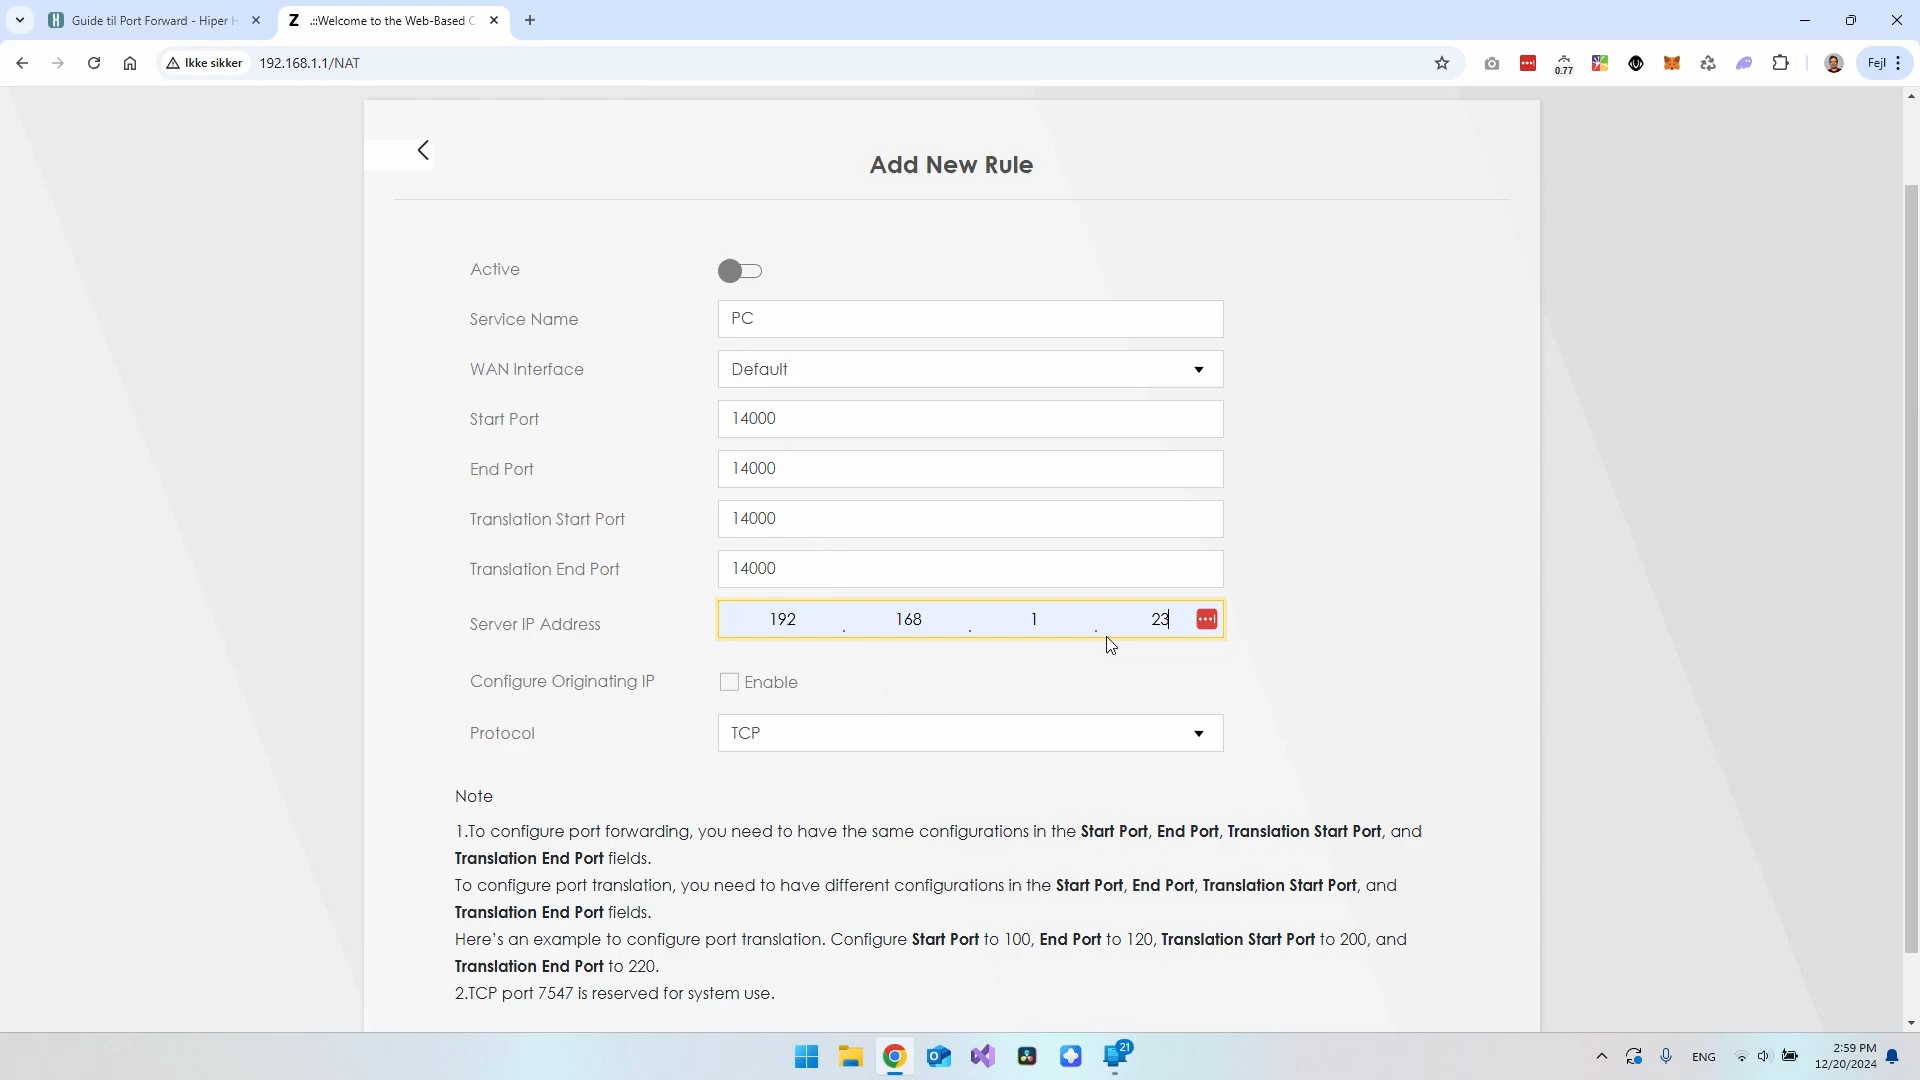 Guide til Port Forward - Hiper H
Z .::Welcome to the Web-Based C
Ikke sikker 192.168.1.1/NAT
0.77
Fejl
Add New Rule
Active
Service Name PC
WAN Interface Default
Start Port 14000
End Port 14000
Translation Start Port 14000
Translation End Port 14000
Server IP Address 192 . 168 . 1 . 23
Configure Originating IP Enable
Protocol TCP
Note
1.To configure port forwarding, you need to have the same configurations in the Start Port, End Port, Translation Start Port, and
Translation End Port fields.
To configure port translation, you need to have different configurations in the Start Port, End Port, Translation Start Port, and
Translation End Port fields.
Here's an example to configure port translation. Configure Start Port to 100, End Port to 120, Translation Start Port to 200, and
Translation End Port to 220.
2.TCP port 7547 is reserved for system use.
21
ENG
2:59 PM
12/20/2024